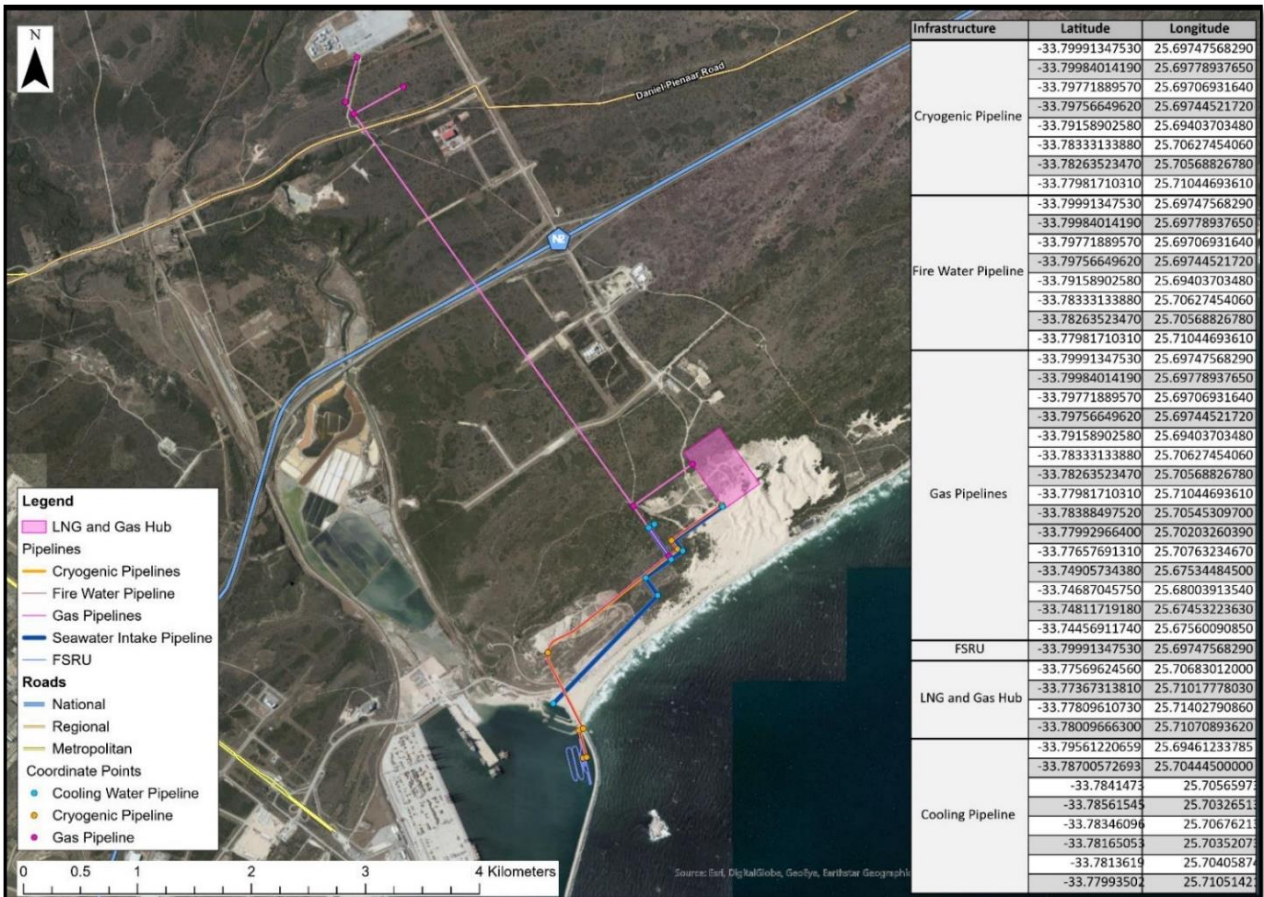 N
Daniel-Pienaar Road
N2
Legend
LNG and Gas Hub
Pipelines
Cryogenic Pipelines
Fire Water Pipeline
Gas Pipelines
Seawater Intake Pipeline
FSRU
Roads
National
Regional
Metropolitan
Coordinate Points
Cooling Water Pipeline
Cryogenic Pipeline
Gas Pipeline
0 0.5 1 2 3 4 Kilometers
Source: Esri, DigitalGlobe, GeoEye, Earthstar Geographi
Infrastructure Latitude Longitude
Cryogenic Pipeline
-33.79991347530 25.69747568290
-33.79984014190 25.69778937650
-33.79771889570 25.69706931640
-33.79756649620 25.69744521720
-33.79158902580 25.69403703480
-33.78333133880 25.70627454060
-33.78263523470 25.70568826780
-33.77981710310 25.71044693610
Fire Water Pipeline
-33.79991347530 25.69747568290
-33.79984014190 25.69778937650
-33.79771889570 25.69706931640
-33.79756649620 25.69744521720
-33.79158902580 25.69403703480
-33.78333133880 25.70627454060
-33.78263523470 25.70568826780
-33.77981710310 25.71044693610
Gas Pipelines
-33.79991347530 25.69747568290
-33.79984014190 25.69778937650
-33.79771889570 25.69706931640
-33.79756649620 25.69744521720
-33.79158902580 25.69403703480
-33.78333133880 25.70627454060
-33.78263523470 25.70568826780
-33.77981710310 25.71044693610
-33.78388497520 25.70545309700
-33.77992966400 25.70203260390
-33.77657691310 25.70763234670
-33.74905734380 25.67534484500
-33.74687045750 25.68003913540
-33.74811719180 25.67453223630
-33.74456911740 25.67560090850
FSRU -33.79991347530 25.69747568290
LNG and Gas Hub
-33.77569624560 25.70683012000
-33.77367313810 25.71017778030
-33.77809610730 25.71402790860
-33.78009666300 25.71070893620
Cooling Pipeline
-33.79561220659 25.69461233785
-33.78700572693 25.70444500000
-33.7841473 25.7056597
-33.78561545 25.7032651
-33.78346096 25.7067621
-33.78165053 25.7035207
-33.7813619 25.7040587
-33.77993502 25.7105142